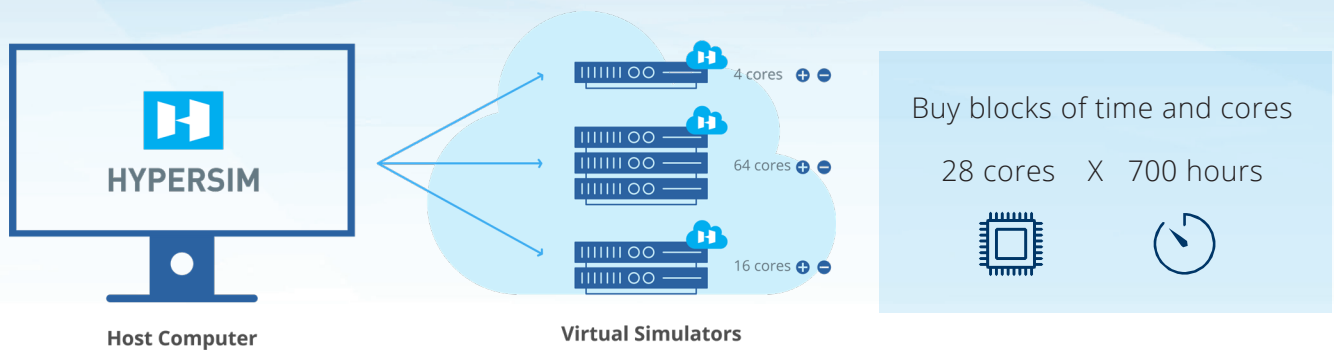 HYPERSIM
Host Computer
4 cores
64 cores
16 cores
Virtual Simulators
Buy blocks of time and cores
28 cores X 700 hours